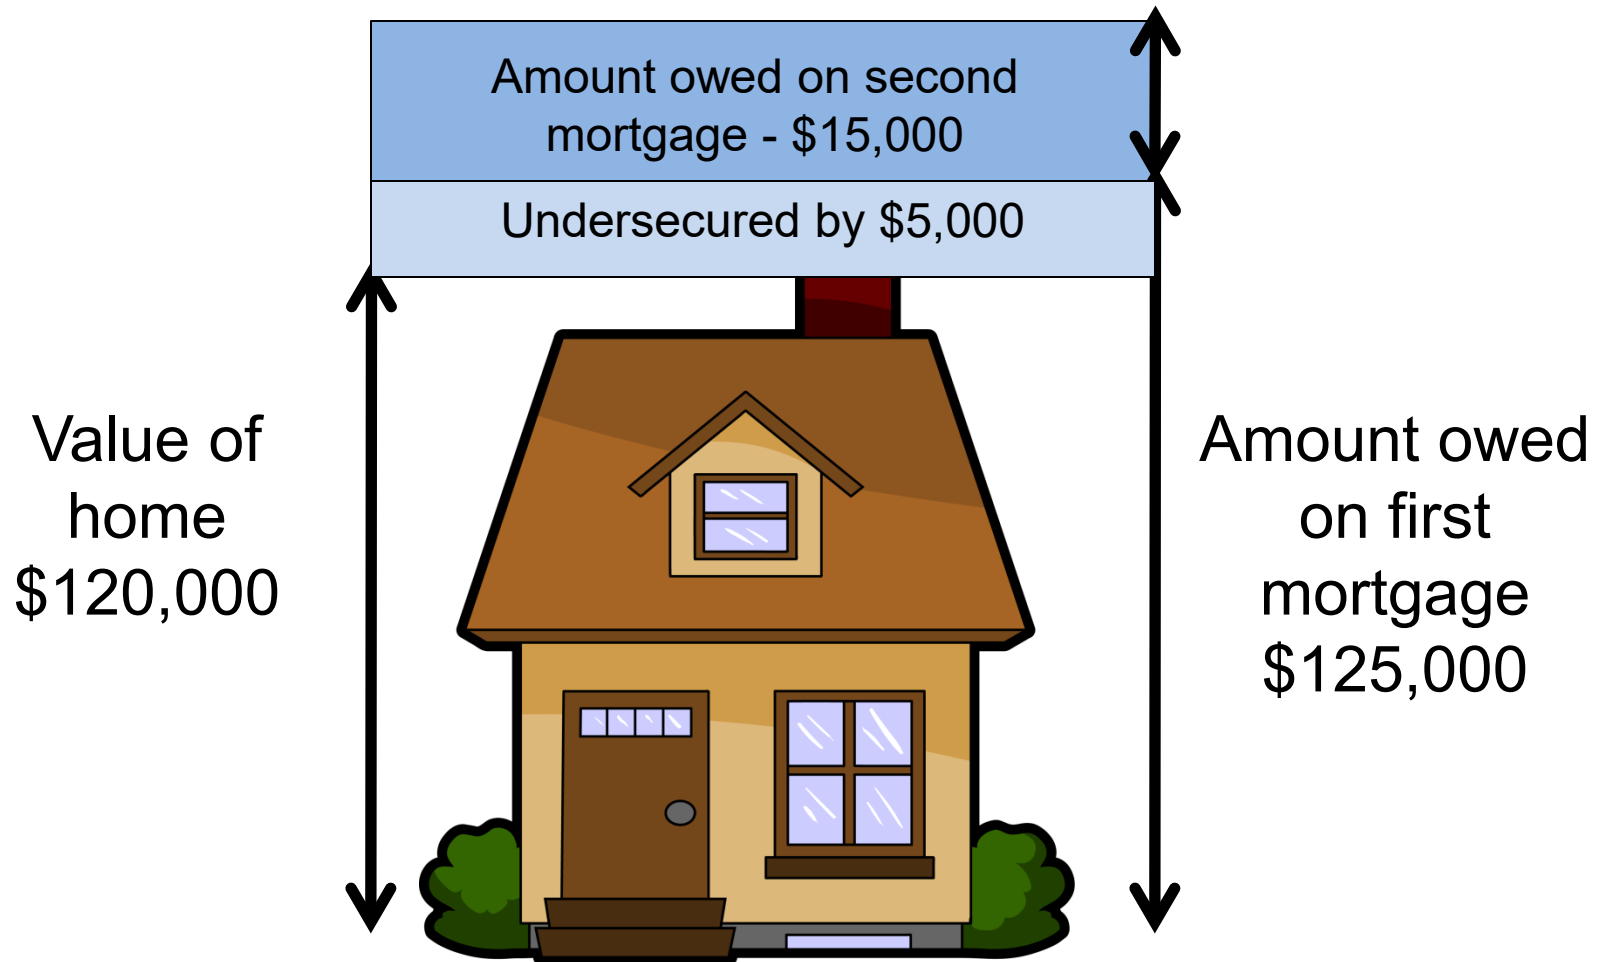 Amount owed on second
mortgage - $15,000
Undersecured by $5,000
Value of
home
$120,000
Amount owed
on first
mortgage
$125,000